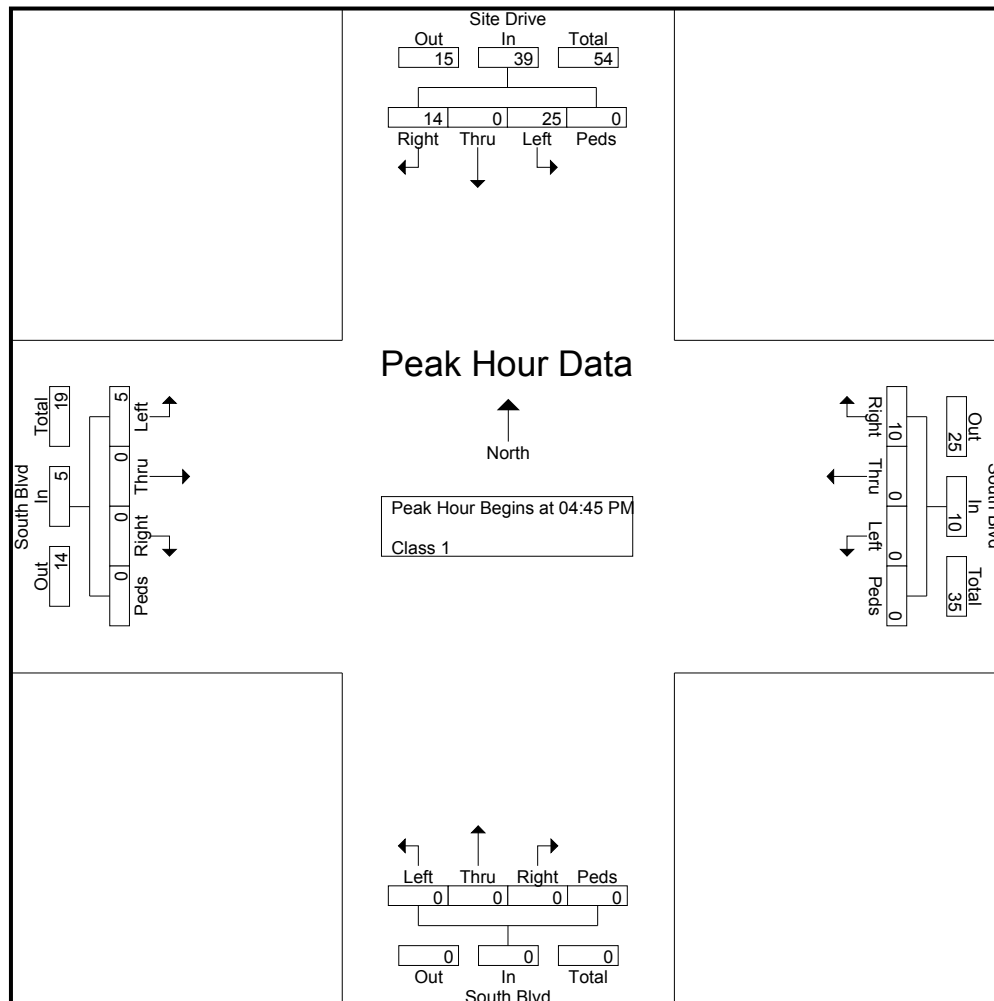 Site Drive
Out In Total
15 39 54
14 0 25 0
Right Thru Left Peds
Peak Hour Data
North
Peak Hour Begins at 04:45 PM
Class 1
South Blvd
Total In Out
19 5 14
5 0 0 0
Left Thru Right Peds
Right Thru Left Peds
10 0 0 0
Out In Total
25 10 35
South Blvd
Left Thru Right Peds
0 0 0 0
0 0 0
Out In Total
South Blvd